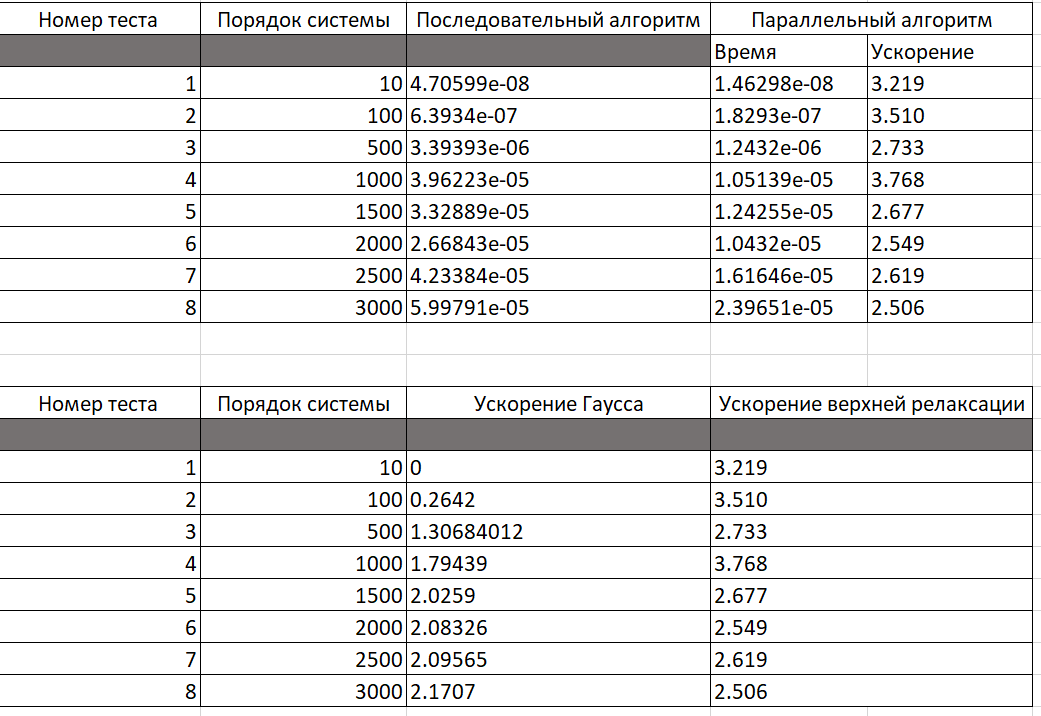 Номер теста Порядок системы Последовательный алгоритм Параллельный алгоритм
Время Ускорение
1 10 4.70599e-08 1.46298e-08 3.219
2 100 6.3934e-07 1.8293e-07 3.510
3 500 3.39393e-06 1.2432e-06 2.733
4 1000 3.96223e-05 1.05139e-05 3.768
5 1500 3.32889e-05 1.24255e-05 2.677
6 2000 2.66843e-05 1.0432e-05 2.549
7 2500 4.23384e-05 1.61646e-05 2.619
8 3000 5.99791e-05 2.39651e-05 2.506
Номер теста Порядок системы Ускорение Гаусса Ускорение верхней релаксации
1 10 0 3.219
2 100 0.2642 3.510
3 500 1.30684012 2.733
4 1000 1.79439 3.768
5 1500 2.0259 2.677
6 2000 2.08326 2.549
7 2500 2.09565 2.619
8 3000 2.1707 2.506